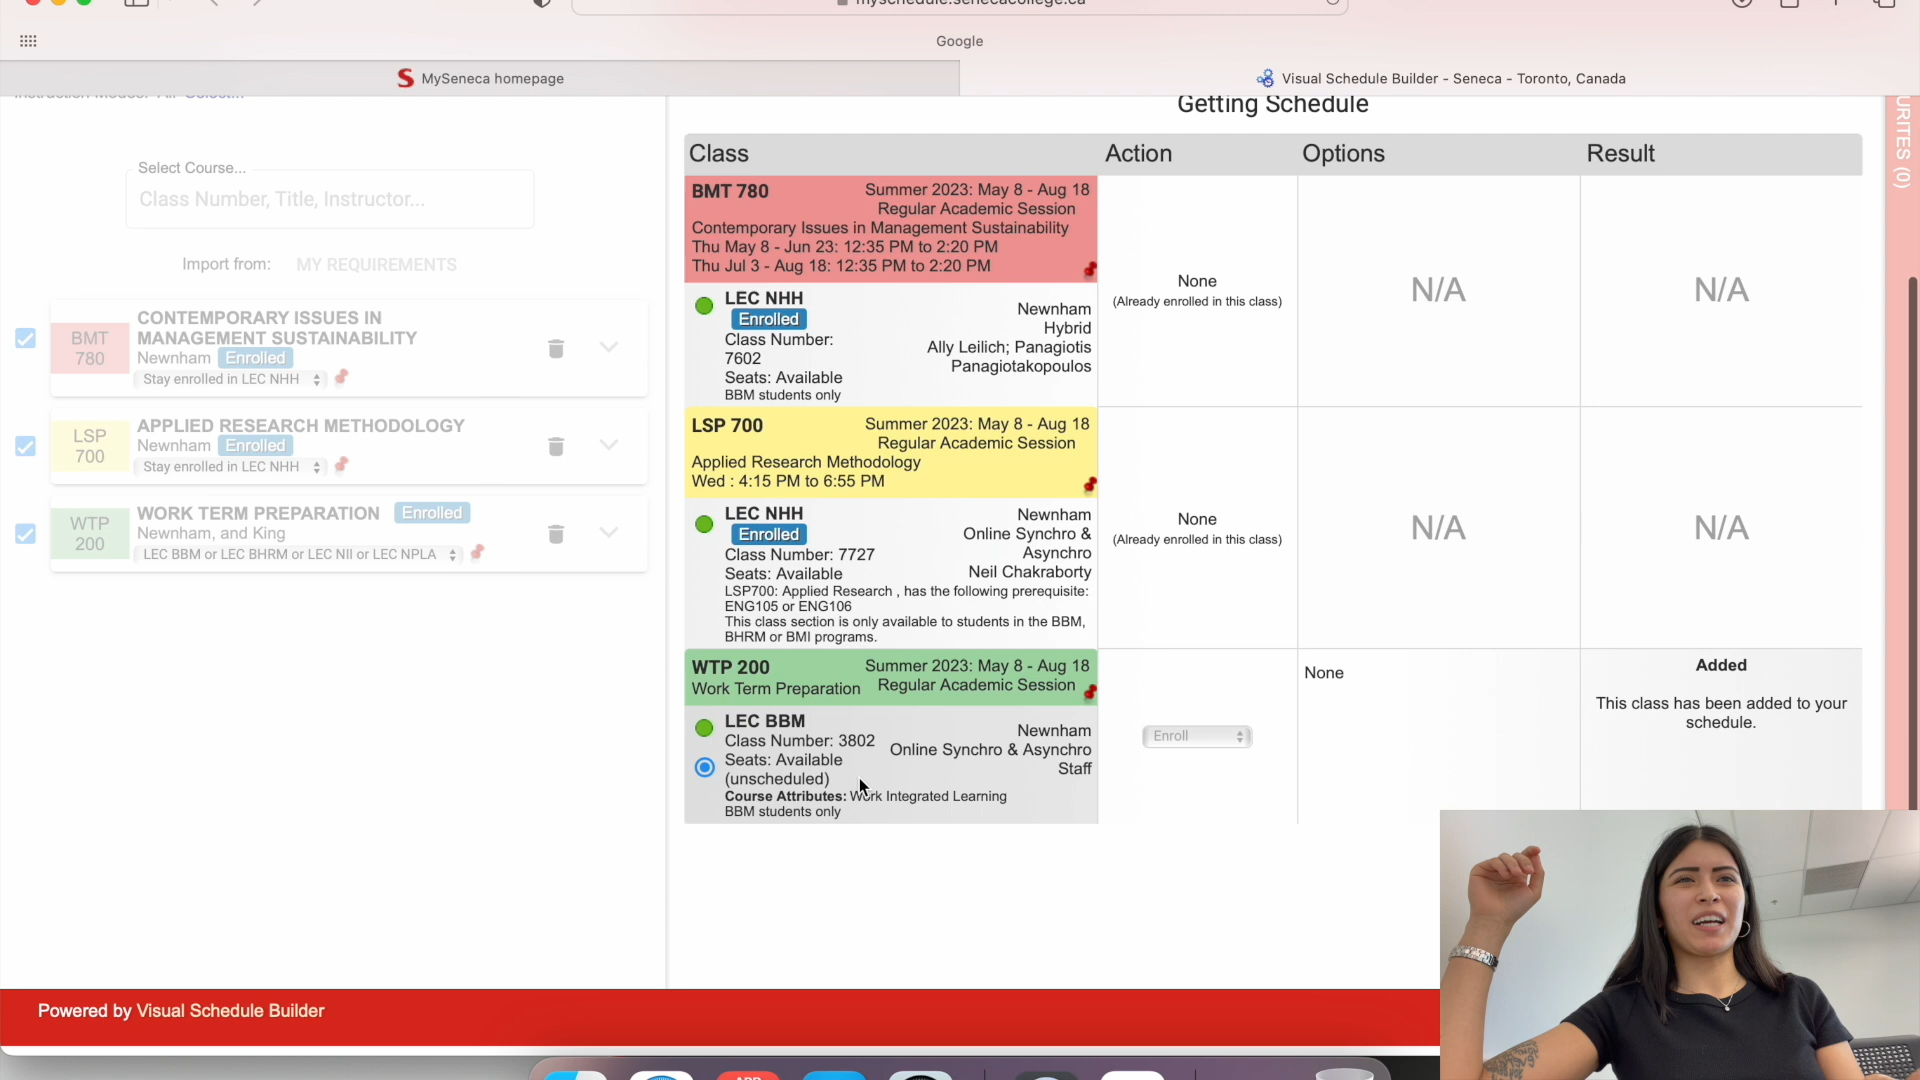 Google
MySeneca homepage
Visual Schedule Builder - Seneca - Toronto, Canada
Select Course...
Class Number, Title, Instructor...
Import from: MY REQUIREMENTS
BMT 780
CONTEMPORARY ISSUES IN
MANAGEMENT SUSTAINABILITY
Newnham Enrolled
Stay enrolled in LEC NHH
LSP 700
APPLIED RESEARCH METHODOLOGY
Newnham Enrolled
Stay enrolled in LEC NHH
WTP 200
WORK TERM PREPARATION Enrolled
Newnham, and King
LEC BBM or LEC BHRM or LEC NII or LEC NPLA
Getting Schedule
Class Action Options Result
BMT 780 Summer 2023: May 8 - Aug 18
Regular Academic Session
Contemporary Issues in Management Sustainability
Thu May 8 - Jun 23: 12:35 PM to 2:20 PM
Thu Jul 3 - Aug 18: 12:35 PM to 2:20 PM
LEC NHH
Enrolled
Class Number:
7602
Seats: Available
BBM students only
Newnham
Hybrid
Ally Leilich; Panagiotis
Panagiotakopoulos
None
(Already enrolled in this class)
N/A
N/A
LSP 700 Summer 2023: May 8 - Aug 18
Regular Academic Session
Applied Research Methodology
Wed : 4:15 PM to 6:55 PM
LEC NHH
Enrolled
Class Number: 7727
Seats: Available
Newnham
Online Synchro &
Asynchro
Neil Chakraborty
LSP700: Applied Research , has the following prerequisite:
ENG105 or ENG106
This class section is only available to students in the BBM,
BHRM or BMI programs.
None
(Already enrolled in this class)
N/A
N/A
WTP 200 Summer 2023: May 8 - Aug 18
Work Term Preparation Regular Academic Session
LEC BBM
Class Number: 3802
Seats: Available
(unscheduled)
Newnham
Online Synchro & Asynchro
Staff
Course Attributes: Work Integrated Learning
BBM students only
Enroll
None
Added
This class has been added to your
schedule.
Powered by Visual Schedule Builder